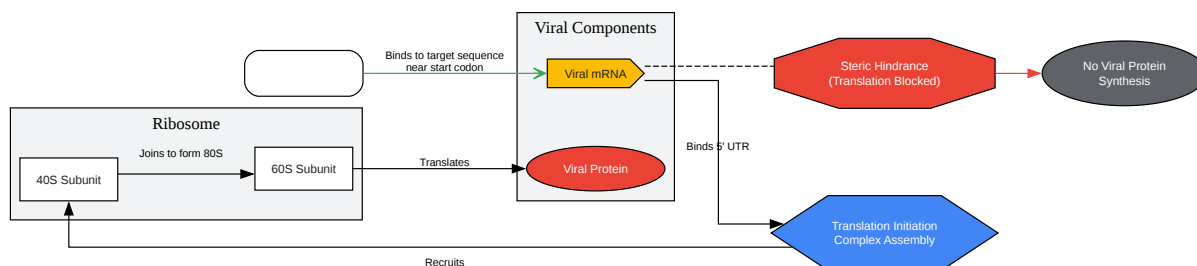 Viral Components
Binds to target sequence
near start codon
Viral mRNA
Steric Hindrance
(Translation Blocked)
No Viral Protein
Synthesis
Ribosome
Joins to form 80S
40S Subunit
60S Subunit
Translates
Viral Protein
Binds 5' UTR
Translation Initiation
Complex Assembly
Recruits